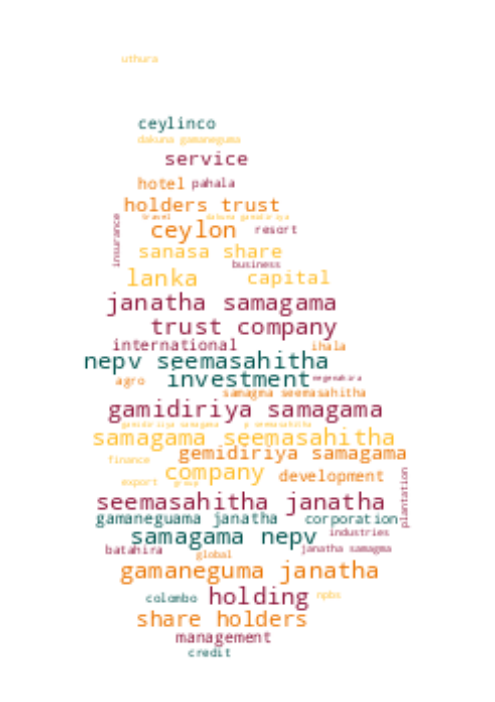 uthura
ceylinco
dakuna gamaneguma
service
hotel pahala
holders trust
travel dakuna gamidiriya
insurance
ceylon resort
sanasa share
business
lanka capital
janatha samagama
trust company
international ihala
nepv seemasahitha
agro investment wayamba
samagma seemasahitha
gamidiriya samagama
gamidiriya samagama p seemasahitha
samagama seemasahitha
gemidiriya samagama
finance
company development
export group
plantation
seemasahitha janatha
gamaneguama janatha corporation
samagama nepv industries
batahira janatha samagma
global
gamaneguma janatha
colombo holding npbs
share holders
management
credit